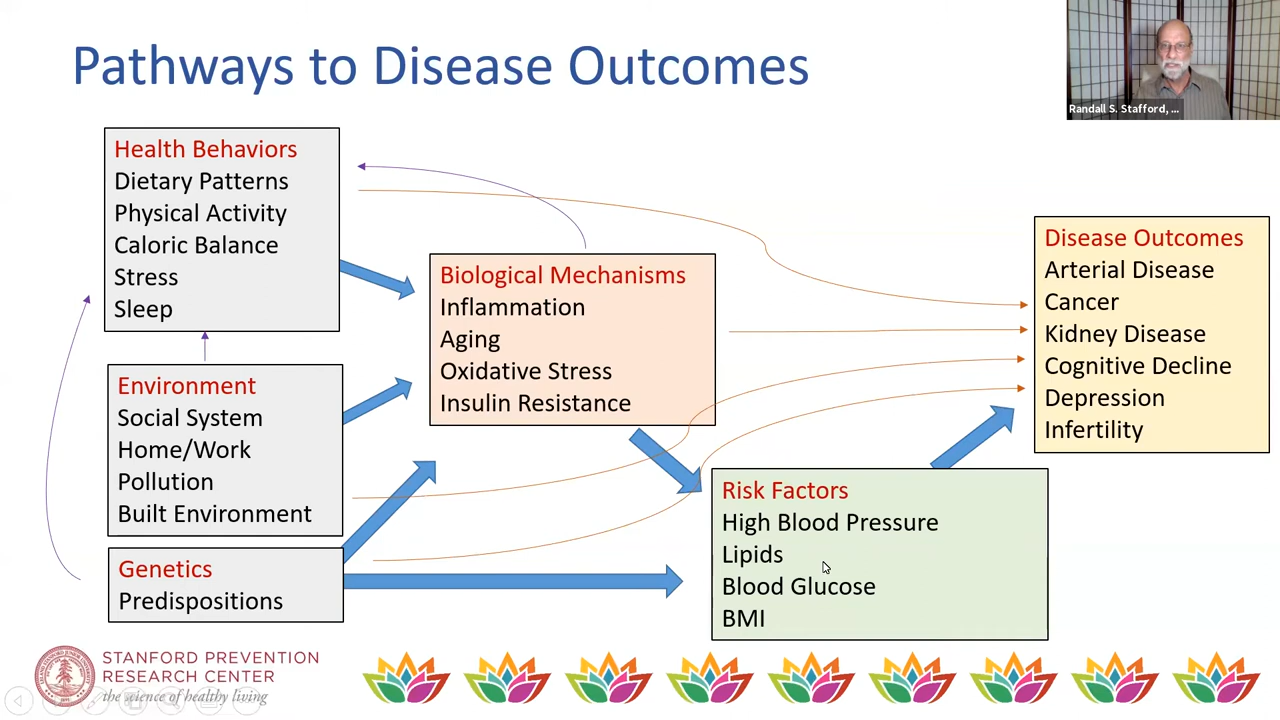 Pathways to Disease Outcomes
Randall S. Stafford, ...
Health Behaviors
Dietary Patterns
Physical Activity
Caloric Balance
Stress
Sleep
Environment
Social System
Home/Work
Pollution
Built Environment
Genetics
Predispositions
Biological Mechanisms
Inflammation
Aging
Oxidative Stress
Insulin Resistance
Risk Factors
High Blood Pressure
Lipids
Blood Glucose
BMI
Disease Outcomes
Arterial Disease
Cancer
Kidney Disease
Cognitive Decline
Depression
Infertility
STANFORD PREVENTION
RESEARCH CENTER
the science of healthy living